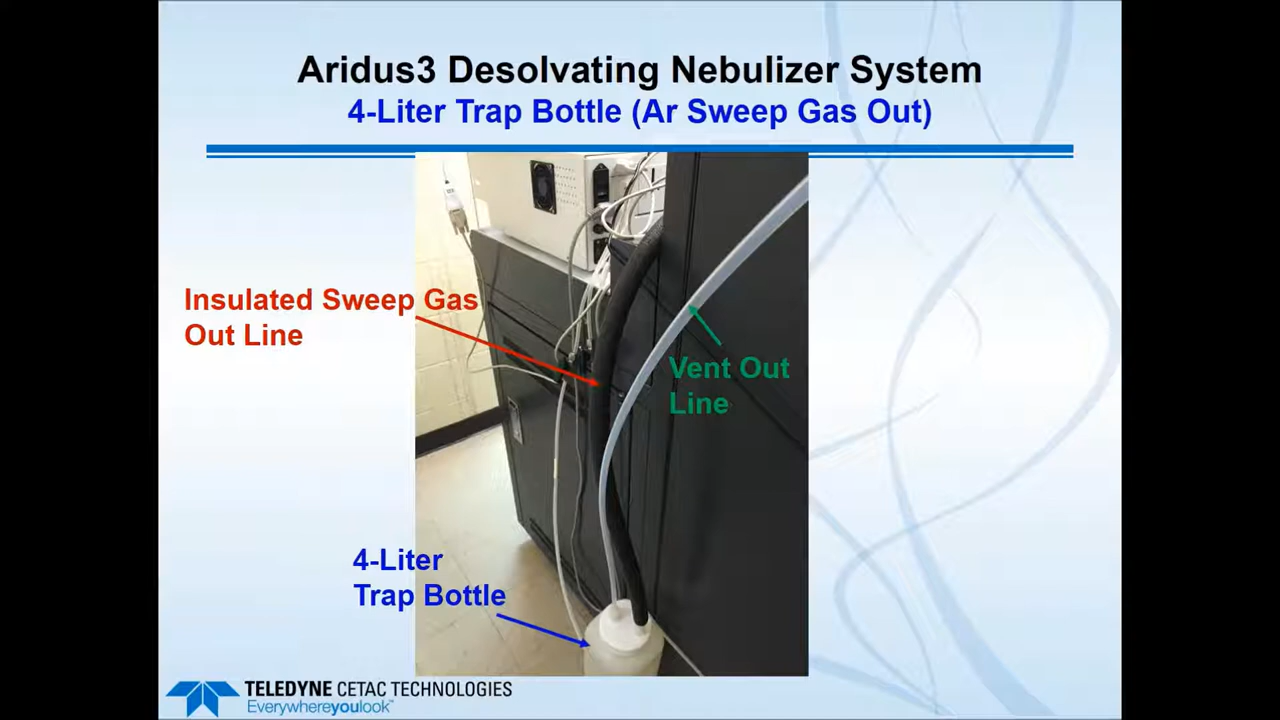 Aridus3 Desolvating Nebulizer System
4-Liter Trap Bottle (Ar Sweep Gas Out)
Insulated Sweep Gas
Out Line
Vent Out
Line
4-Liter
Trap Bottle
TELEDYNE CETAC TECHNOLOGIES
Everywhereyoulook™